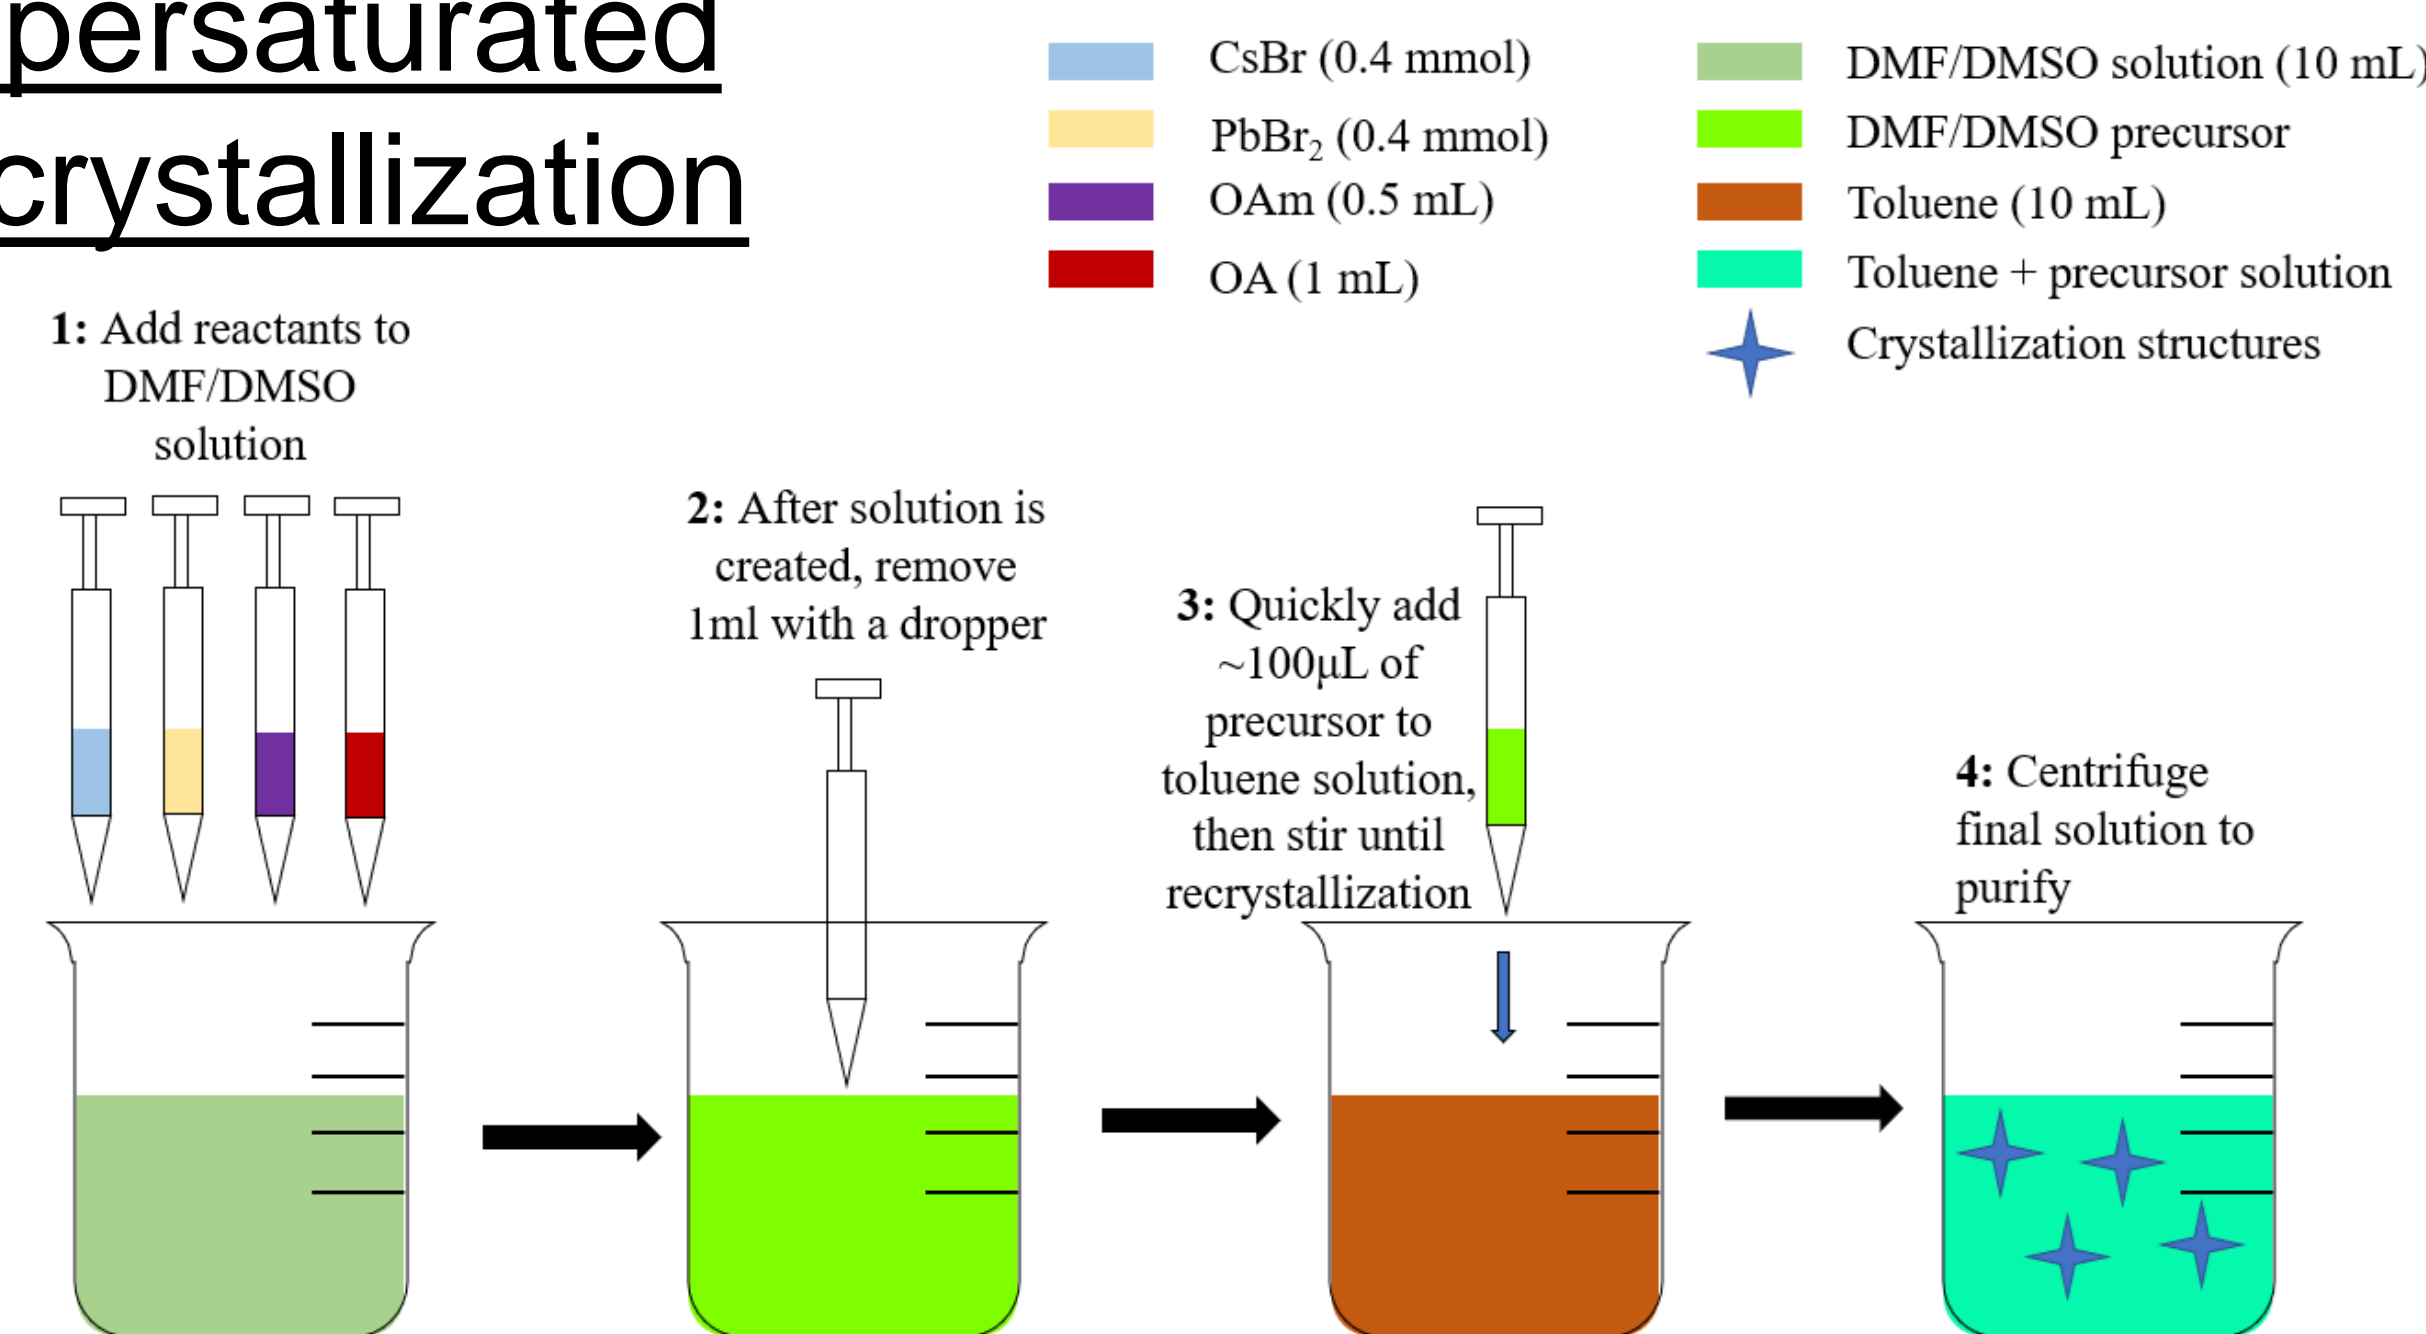 persaturated
crystallization
CsBr (0.4 mmol)
PbBr₂ (0.4 mmol)
OAm (0.5 mL)
OA (1 mL)
DMF/DMSO solution (10 mL)
DMF/DMSO precursor
Toluene (10 mL)
Toluene + precursor solution
Crystallization structures
1: Add reactants to
DMF/DMSO
solution
2: After solution is
created, remove
1ml with a dropper
3: Quickly add
~100μL of
precursor to
toluene solution,
then stir until
recrystallization
4: Centrifuge
final solution to
purify